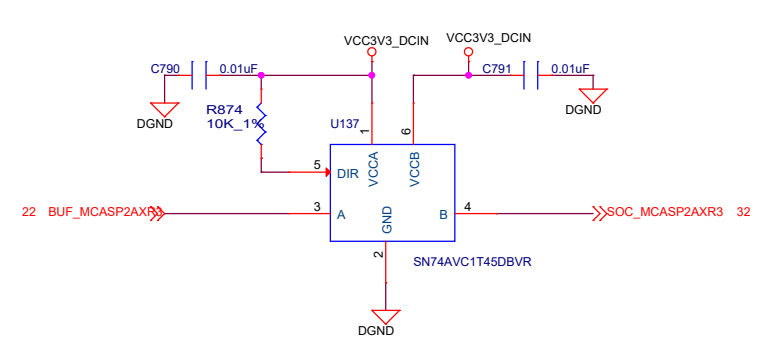 VCC3V3_DCIN
VCC3V3_DCIN
C790
0.01uF
C791
0.01uF
DGND
R874
10K_1%
DGND
U137
1
6
5
DIR
VCCA
VCCB
22
BUF_MCASP2AXR3
3
A
GND
B
4
SOC_MCASP2AXR3
32
2
SN74AVC1T45DBVR
DGND